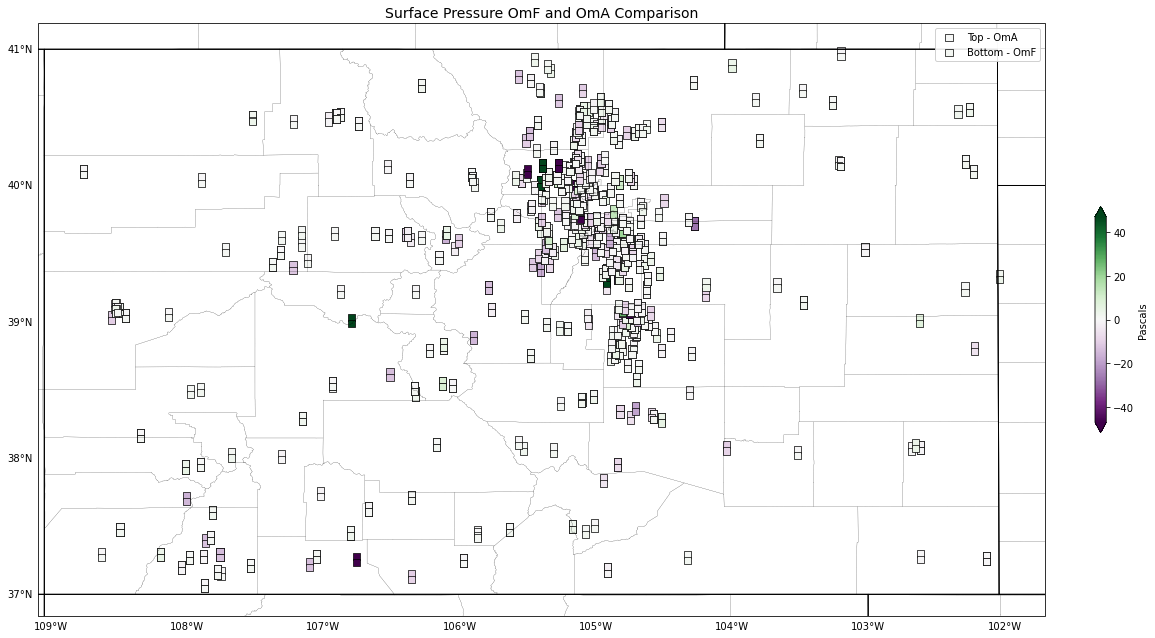 Surface Pressure OmF and OmA Comparison
Top - OmA
Bottom - OmF
41°N
40°N
39°N
38°N
37°N
109°W
108°W
107°W
106°W
105°W
104°W
103°W
102°W
40
20
0
−20
−40
Pascals